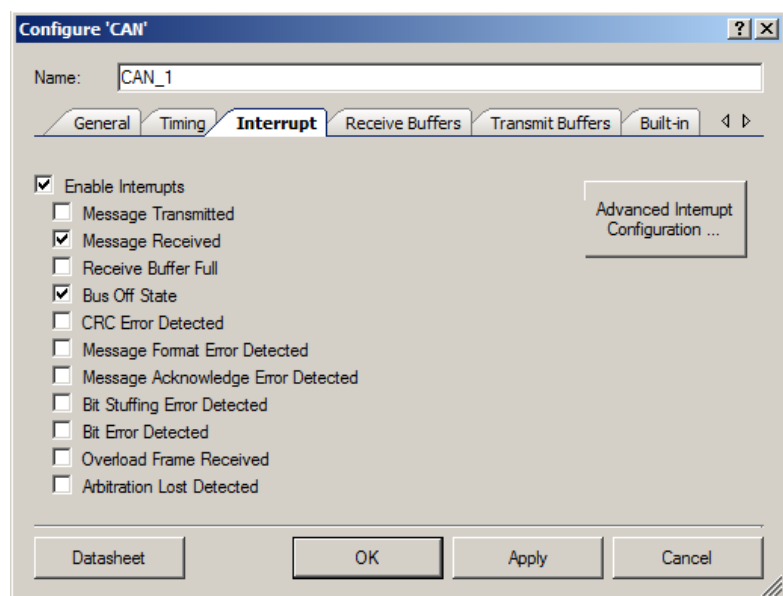 Configure 'CAN'
Name: CAN_1
General Timing Interrupt Receive Buffers Transmit Buffers Built-in
Enable Interrupts
Advanced Interrupt
Configuration ...
Message Transmitted
Message Received
Receive Buffer Full
Bus Off State
CRC Error Detected
Message Format Error Detected
Message Acknowledge Error Detected
Bit Stuffing Error Detected
Bit Error Detected
Overload Frame Received
Arbitration Lost Detected
Datasheet OK Apply Cancel